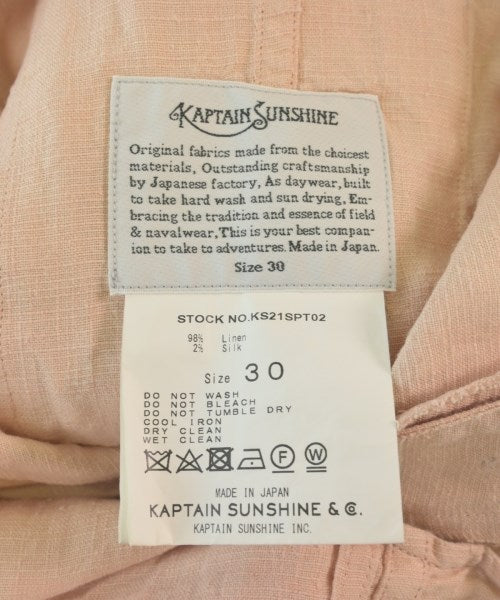 KAPTAIN SUNSHINE
Original fabrics made from the choicest
materials, Outstanding craftsmanship
by Japanese factory, As daywear, built
to take hard wash and sun drying, Em-
bracing the tradition and essence of field
& navalwear, This is your best compan-
ion to take to adventures. Made in Japan.
Size 30
STOCK NO.KS21SPT02
98% Linen
2% Silk
Size 30
DO NOT WASH
DO NOT BLEACH
DO NOT TUMBLE DRY
COOL IRON
DRY CLEAN
WET CLEAN
F W
MADE IN JAPAN
KAPTAIN SUNSHINE & Co.
KAPTAIN SUNSHINE INC.